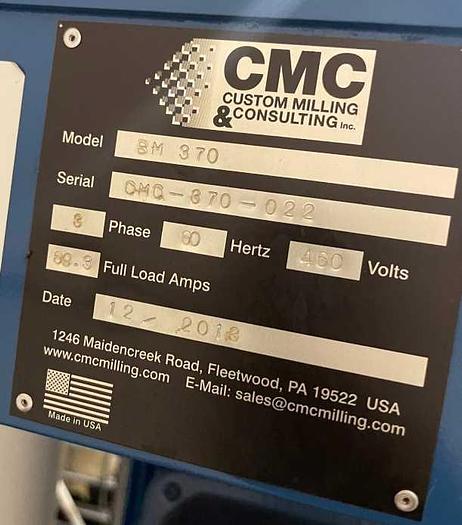 CMC
CUSTOM MILLING
& CONSULTING Inc.
Model BM 370
Serial CMC-370-022
3 Phase 60 Hertz 460 Volts
Full Load Amps
Date 12/ 2018
1246 Maidencreek Road, Fleetwood, PA 19522 USA
www.cmcmilling.com E-Mail: sales@cmcmilling.com
Made in USA